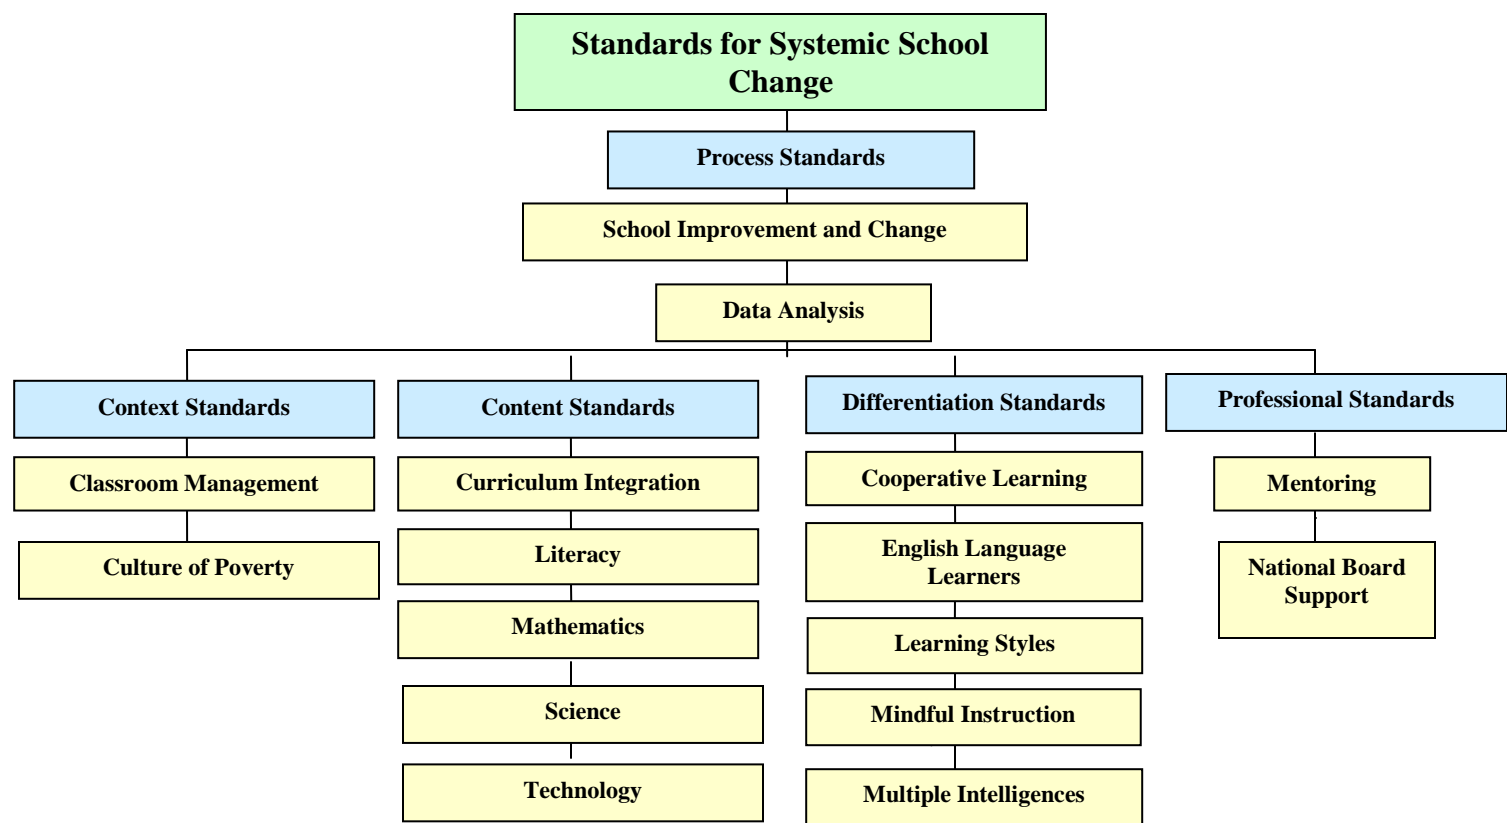 Standards for Systemic School
Change
Process Standards
School Improvement and Change
Data Analysis
Context Standards
Classroom Management
Culture of Poverty
Content Standards
Curriculum Integration
Literacy
Mathematics
Science
Technology
Differentiation Standards
Cooperative Learning
English Language
Learners
Learning Styles
Mindful Instruction
Multiple Intelligences
Professional Standards
Mentoring
National Board
Support